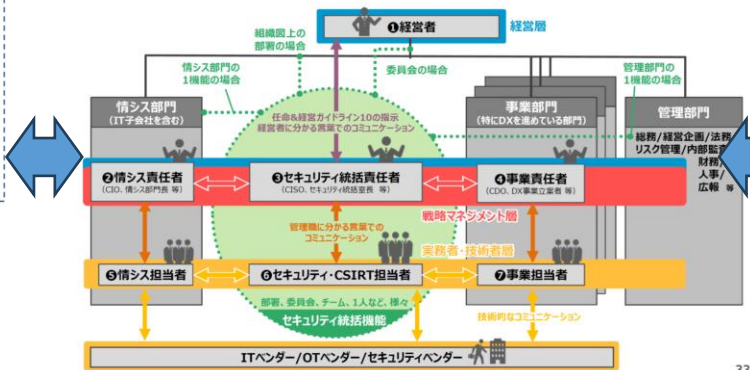 ❶経営者
経営層
組織図上の
部署の場合
情シス部門の
1機能の場合
委員会の場合
管理部門の
1機能の場合
情シス部門
(IT子会社を含む)
任命&経営ガイドライン10の指示
経営者に分かる言葉でのコミュニケーション
事業部門
(特にDXを進めている部門)
管理部門
総務/経営企画/法務
リスク管理/内部監査
財務/
人事/
広報 等
❷情シス責任者
(CIO、情シス部門長 等)
❸セキュリティ統括責任者
(CISO、セキュリティ統括室長 等)
❹事業責任者
(CDO、DX事業立案者 等)
戦略マネジメント層
管理職に分かる言葉での
コミュニケーション
実務者・技術者層
❺情シス担当者
❻セキュリティ・CSIRT担当者
❼事業担当者
部署、委員会、チーム、1人など、様々
セキュリティ統括機能
技術的なコミュニケーション
ITベンダー/OTベンダー/セキュリティベンダー
33